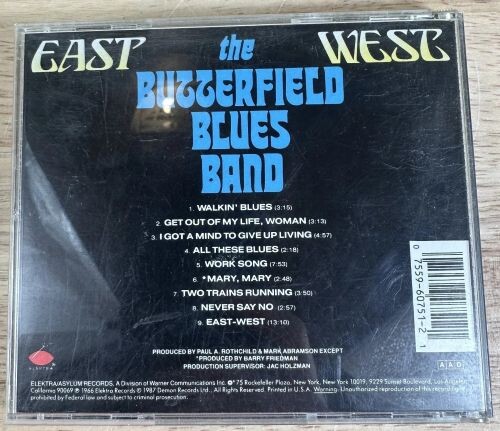 EAST the WEST
BUTTERFIELD
BLUES
BAND
1. WALKIN' BLUES (3:15)
2. GET OUT OF MY LIFE, WOMAN (3:13)
3. I GOT A MIND TO GIVE UP LIVING (4:57)
4. ALL THESE BLUES (2:18)
5. WORK SONG (7:53)
6. *MARY, MARY (2:48)
7. TWO TRAINS RUNNING (3:50)
8. NEVER SAY NO (2:57)
9. EAST-WEST (13:10)
0 7559-60751-2 1
PRODUCED BY PAUL A. ROTHCHILD & MARK ABRAMSON EXCEPT
*PRODUCED BY BARRY FRIEDMAN
PRODUCTION SUPERVISOR: JAC HOLZMAN
ELEKTRA
AAD
ELEKTRA/ASYLUM RECORDS, A Division of Warner Communications Inc. 75 Rockefeller Plaza, New York, New York 10019, 9229 Sunset Boulevard, Los Angeles,
California 90069 ℗ 1966 Elektra Records © 1987 Demon Records Ltd. Printed in U.S.A. Warning: Unauthorized reproduction of this recording is
prohibited by Federal law and subject to criminal prosecution.